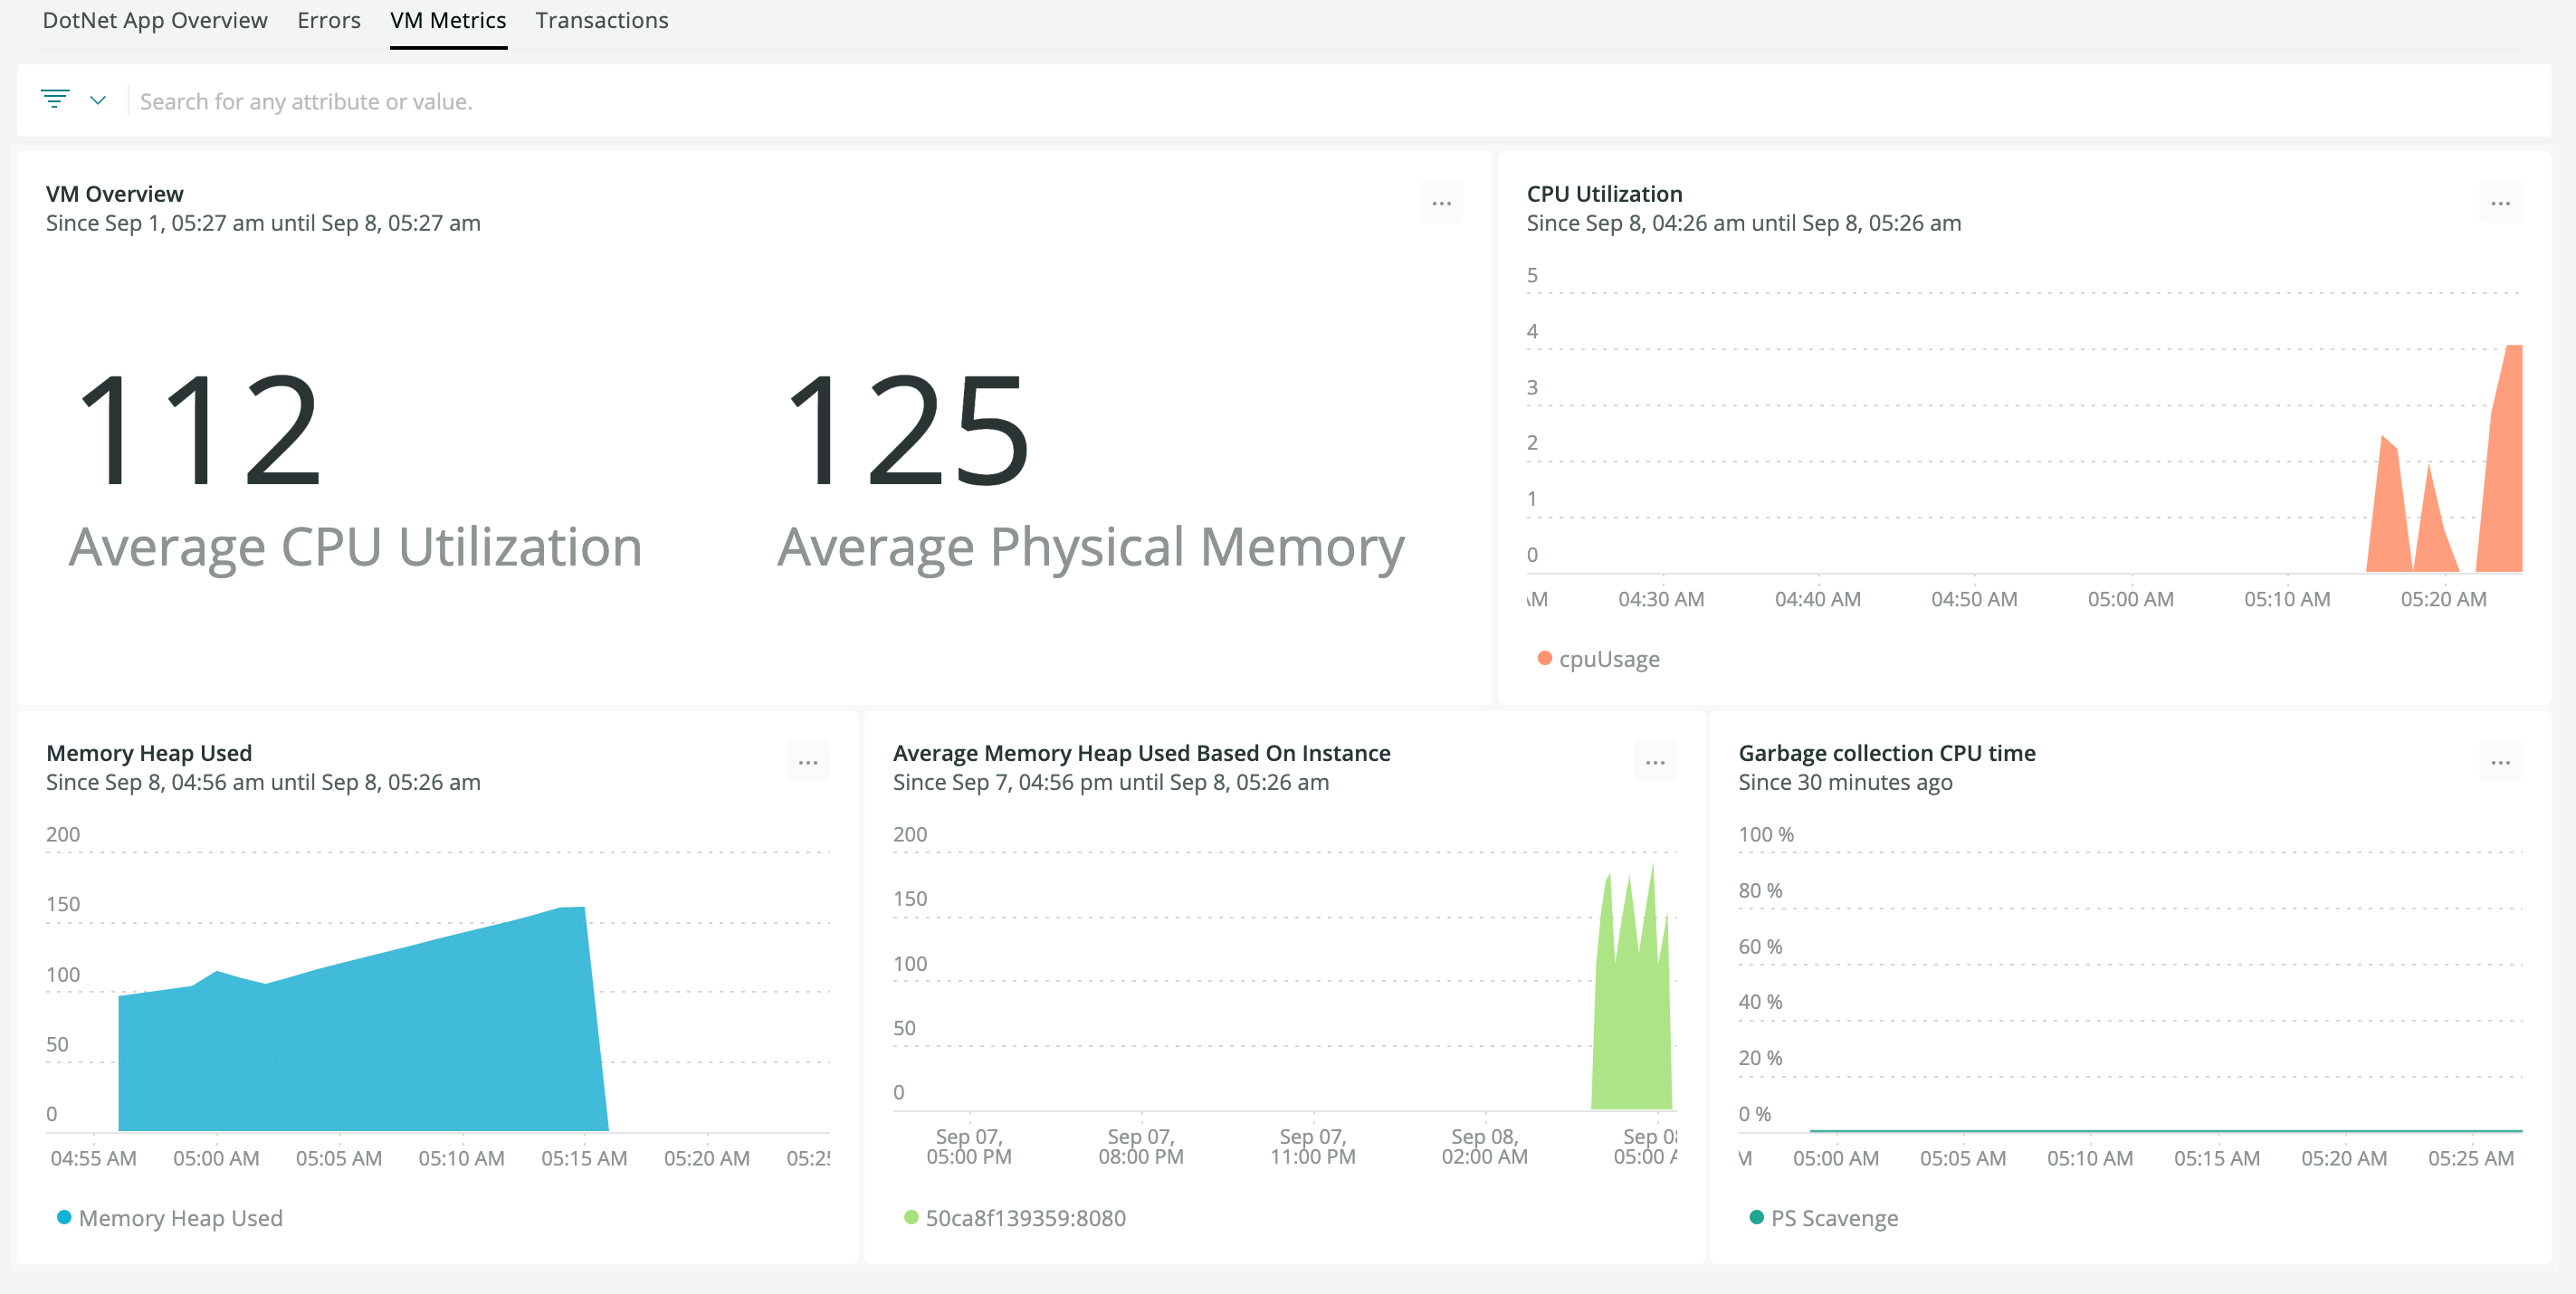 DotNet App Overview Errors VM Metrics Transactions
Search for any attribute or value.
VM Overview
Since Sep 1, 05:27 am until Sep 8, 05:27 am
112
Average CPU Utilization
125
Average Physical Memory
CPU Utilization
Since Sep 8, 04:26 am until Sep 8, 05:26 am
5
4
3
2
1
0
04:30 AM 04:40 AM 04:50 AM 05:00 AM 05:10 AM 05:20 AM
cpuUsage
Memory Heap Used
Since Sep 8, 04:56 am until Sep 8, 05:26 am
200
150
100
50
0
04:55 AM 05:00 AM 05:05 AM 05:10 AM 05:15 AM 05:20 AM
Memory Heap Used
Average Memory Heap Used Based On Instance
Since Sep 7, 04:56 pm until Sep 8, 05:26 am
200
150
100
50
0
Sep 07, Sep 07, Sep 07, Sep 08, Sep
05:00 PM 08:00 PM 11:00 PM 02:00 AM 05:00
50ca8f139359:8080
Garbage collection CPU time
Since 30 minutes ago
100 %
80 %
60 %
40 %
20 %
0 %
05:00 AM 05:05 AM 05:10 AM 05:15 AM 05:20 AM 05:25 AM
PS Scavenge